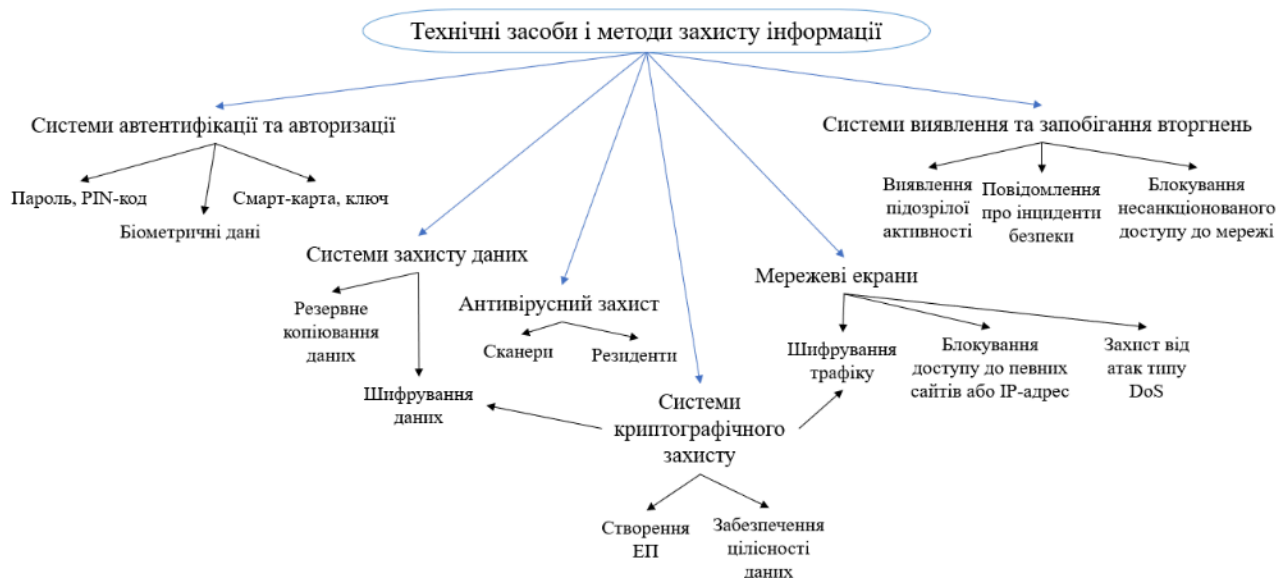 Технічні засоби і методи захисту інформації
Системи автентифікації та авторизації
Пароль, PIN-код
Біометричні дані
Смарт-карта, ключ
Системи захисту даних
Резервне
копіювання
даних
Шифрування
даних
Антивірусний захист
Сканери
Резиденти
Системи
криптографічного
захисту
Створення
ЕП
Забезпечення
цілісності
даних
Мережеві екрани
Шифрування
трафіку
Блокування
доступу до певних
сайтів або IP-адрес
Захист від
атак типу
DoS
Системи виявлення та запобігання вторгнень
Виявлення
підозрілої
активності
Повідомлення
про інциденти
безпеки
Блокування
несанкціонованого
доступу до мережі